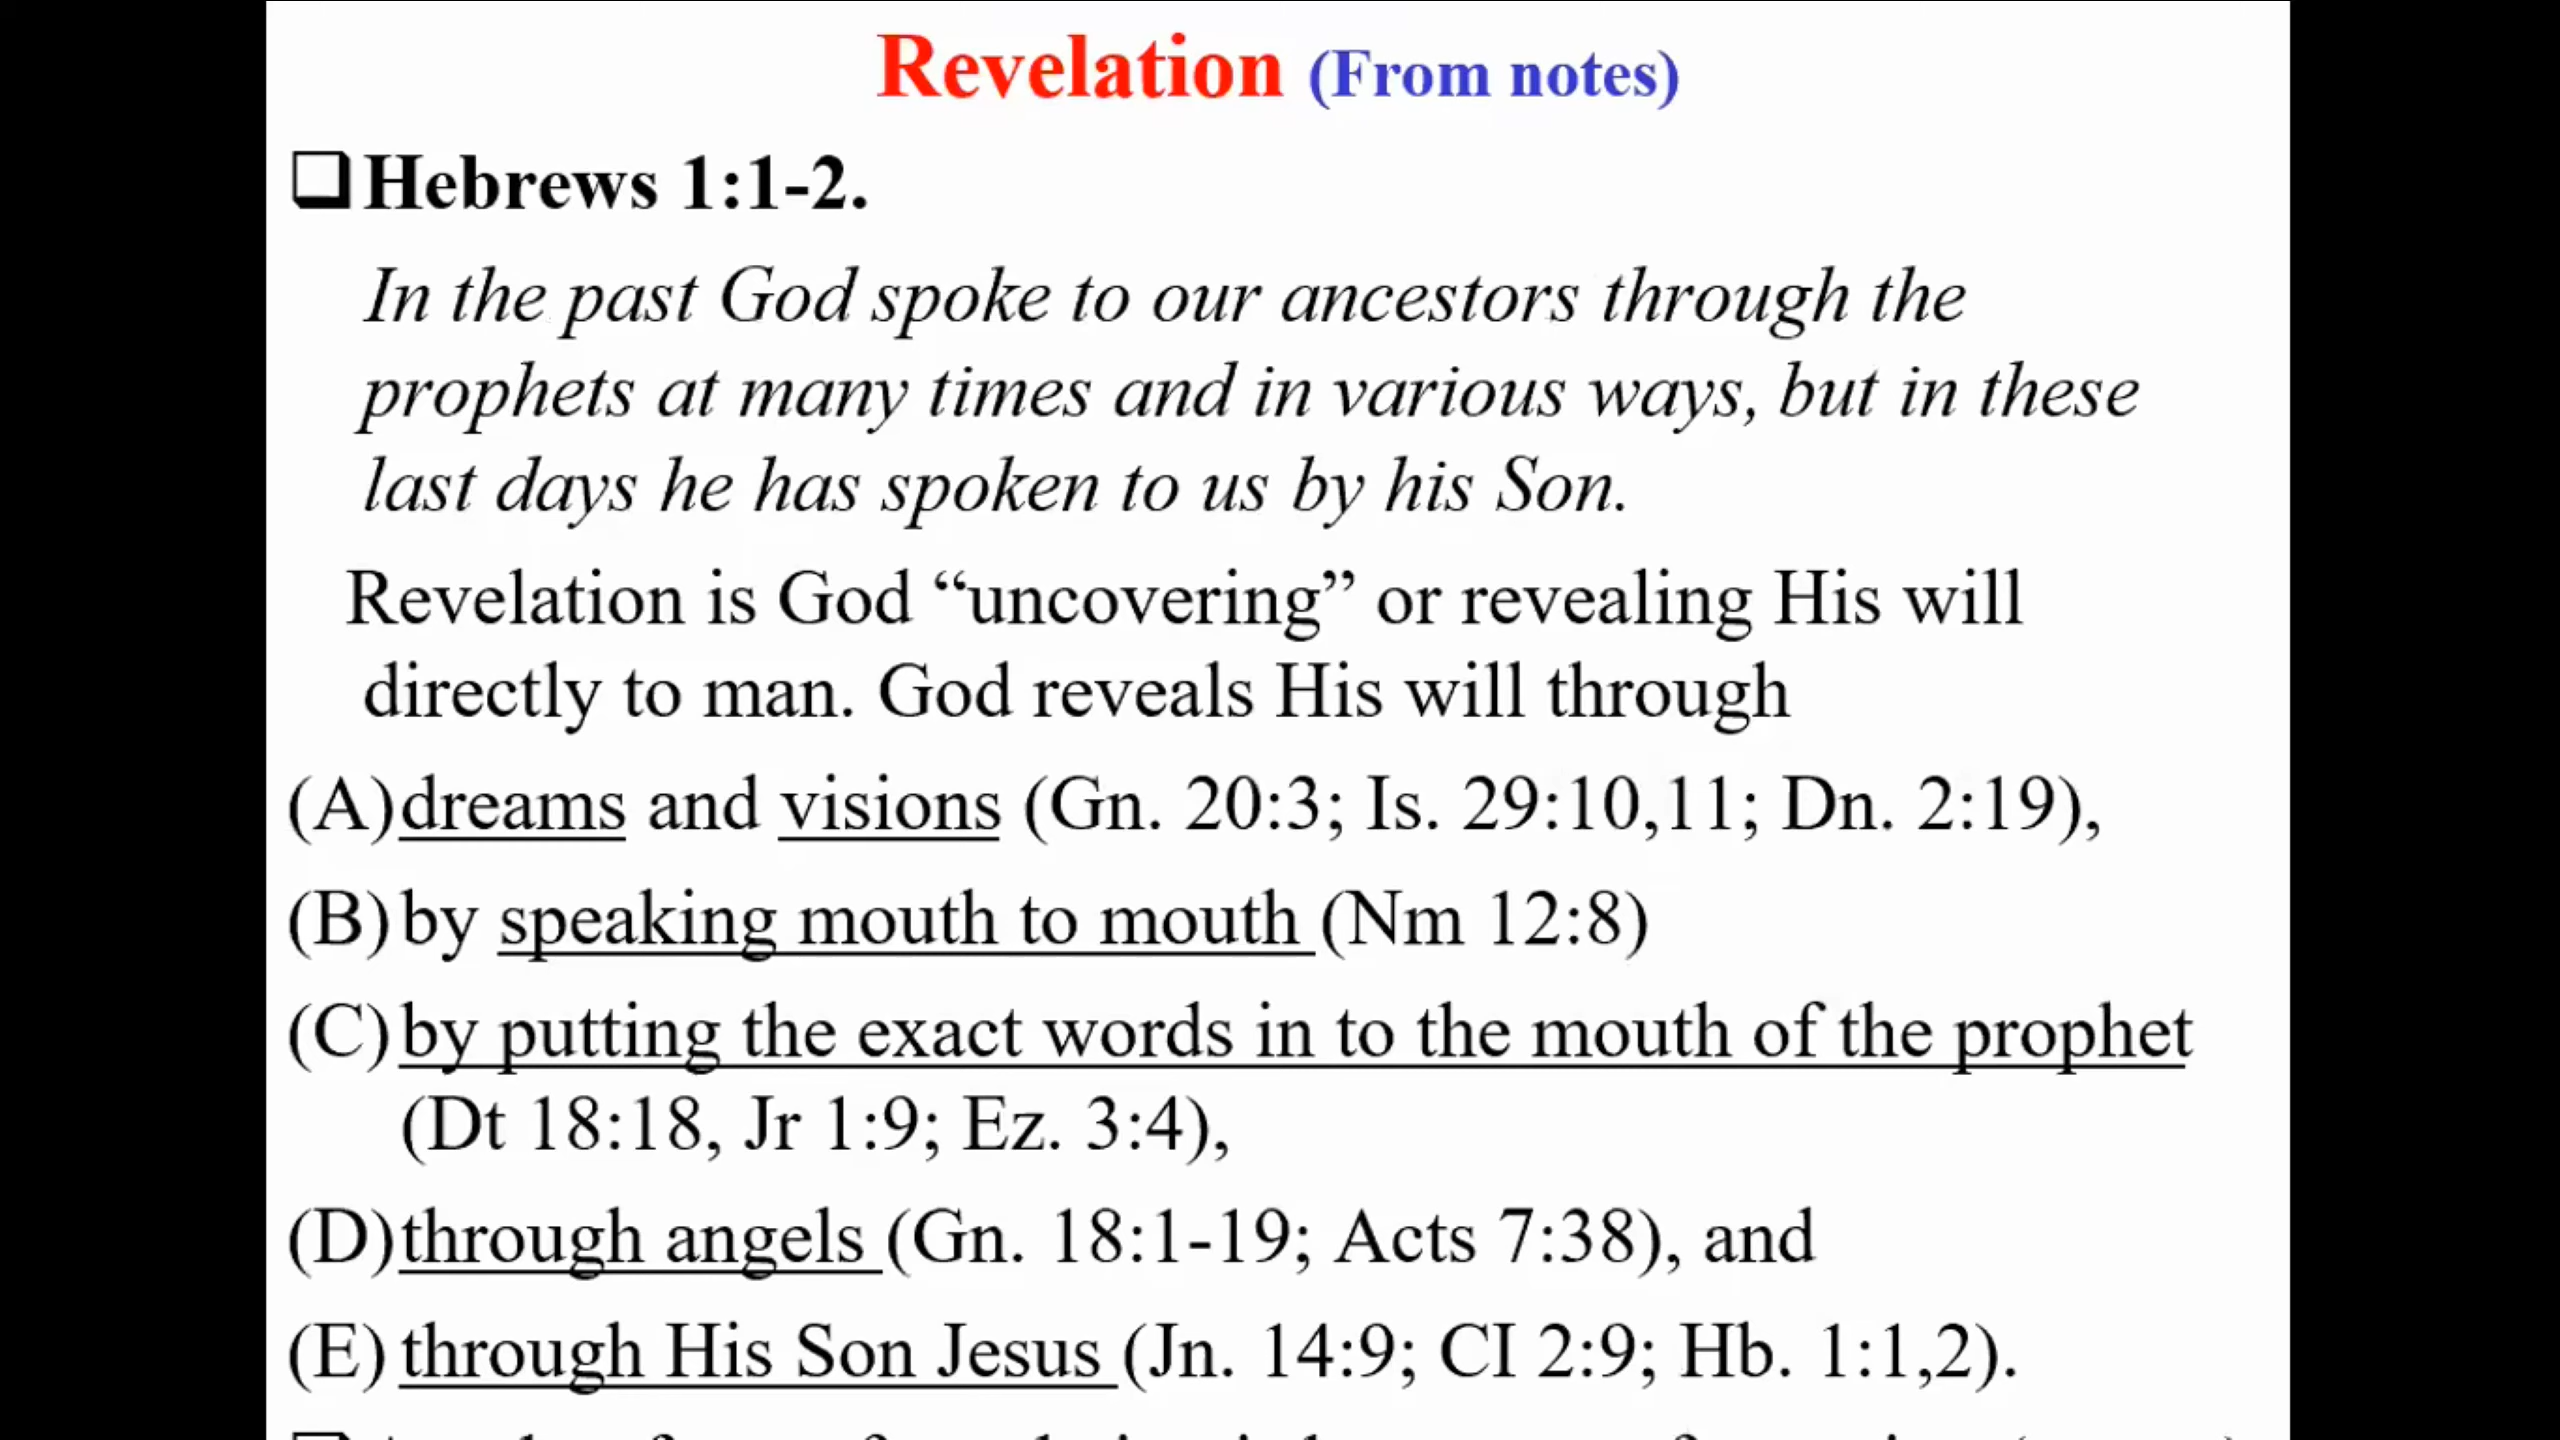 Revelation (From notes)
Hebrews 1:1-2.
In the past God spoke to our ancestors through the
prophets at many times and in various ways, but in these
last days he has spoken to us by his Son.
Revelation is God “uncovering” or revealing His will
directly to man. God reveals His will through
(A) dreams and visions (Gn. 20:3; Is. 29:10,11; Dn. 2:19),
(B) by speaking mouth to mouth (Nm 12:8)
(C) by putting the exact words in to the mouth of the prophet
(Dt 18:18, Jr 1:9; Ez. 3:4),
(D) through angels (Gn. 18:1-19; Acts 7:38), and
(E) through His Son Jesus (Jn. 14:9; CI 2:9; Hb. 1:1,2).